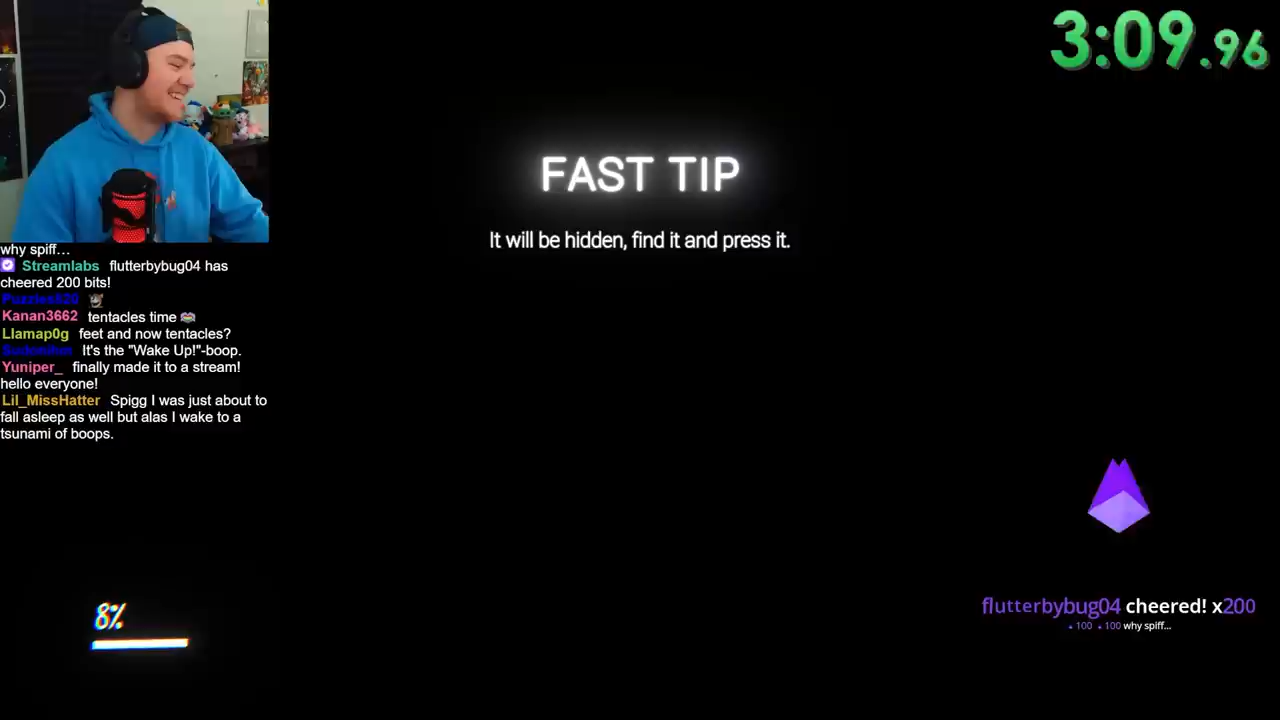 3:09.96
FAST TIP
It will be hidden, find it and press it.
why spiff...
Streamlabs flutterbybug04 has
cheered 200 bits!
Puzzles520
Kanan3662 tentacles time
Llamap0g feet and now tentacles?
It's the "Wake Up!"-boop.
Yuniper_ finally made it to a stream!
hello everyone!
Lil_MissHatter Spigg I was just about to
fall asleep as well but alas I wake to a
tsunami of boops.
8%
flutterbybug04 cheered! x200
100 100 why spiff...